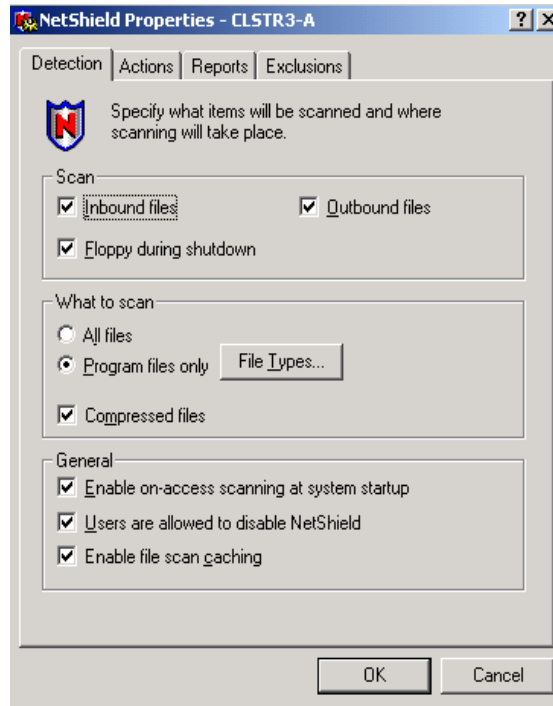 NetShield Properties - CLSTR3-A
Detection Actions Reports Exclusions
N
Specify what items will be scanned and where
scanning will take place.
Scan
Inbound files Outbound files
Floppy during shutdown
What to scan
All files
Program files only File Types...
Compressed files
General
Enable on-access scanning at system startup
Users are allowed to disable NetShield
Enable file scan caching
OK Cancel